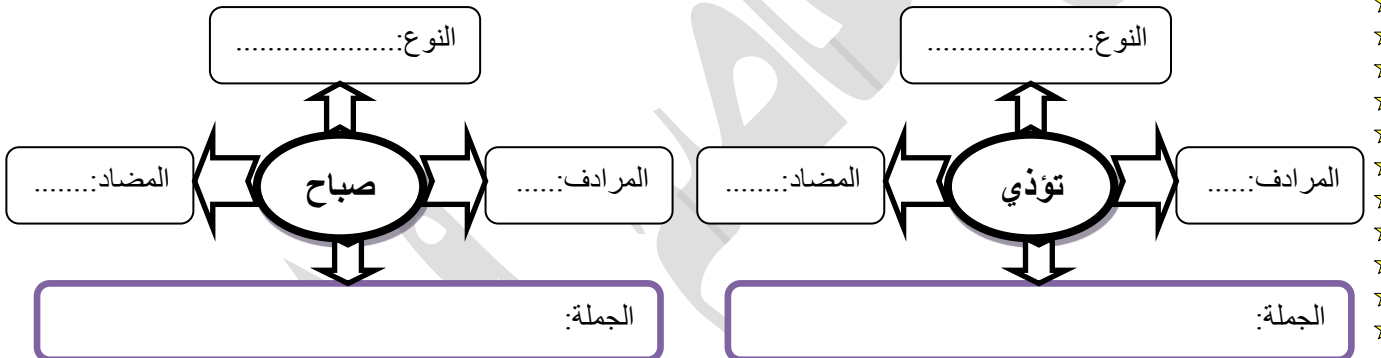 النوع:.....................
النوع:.....................
المرادف:.....
تؤذي
المضاد:.......
المرادف:......
صباح
المضاد:.......
الجملة:
الجملة: